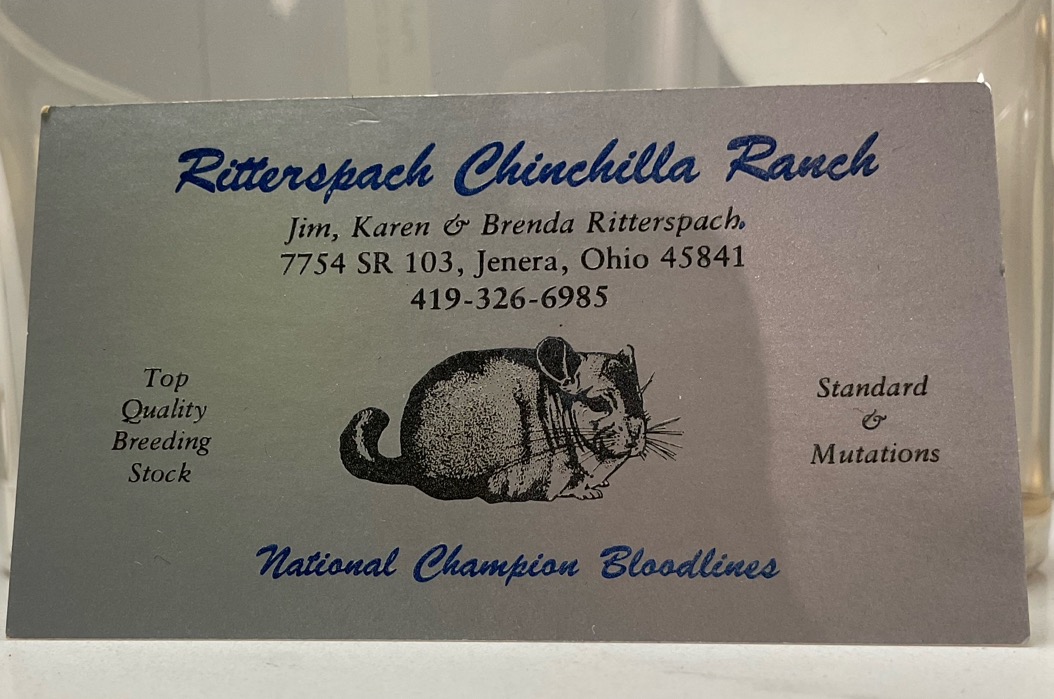 Ritterspach Chinchilla Ranch
Jim, Karen & Brenda Ritterspach.
7754 SR 103, Jenera, Ohio 45841
419-326-6985
Top
Quality
Breeding
Stock
Standard
&
Mutations
National Champion Bloodlines